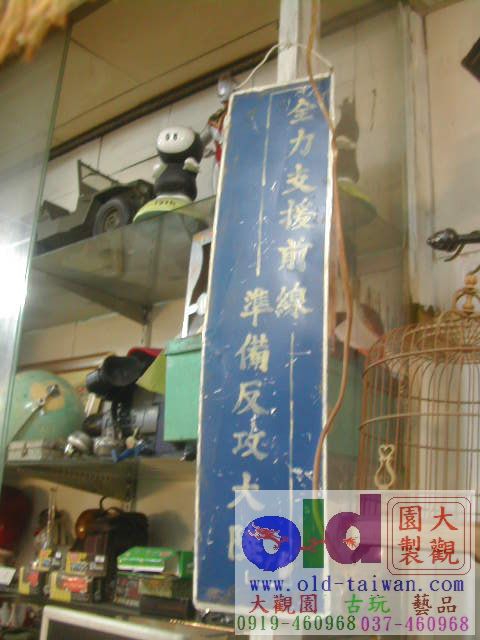 全力支援前線
準備反攻大陸
old
大觀
園製
www.old-taiwan.com
大觀園 古玩 藝品
0919-460968 037-460968